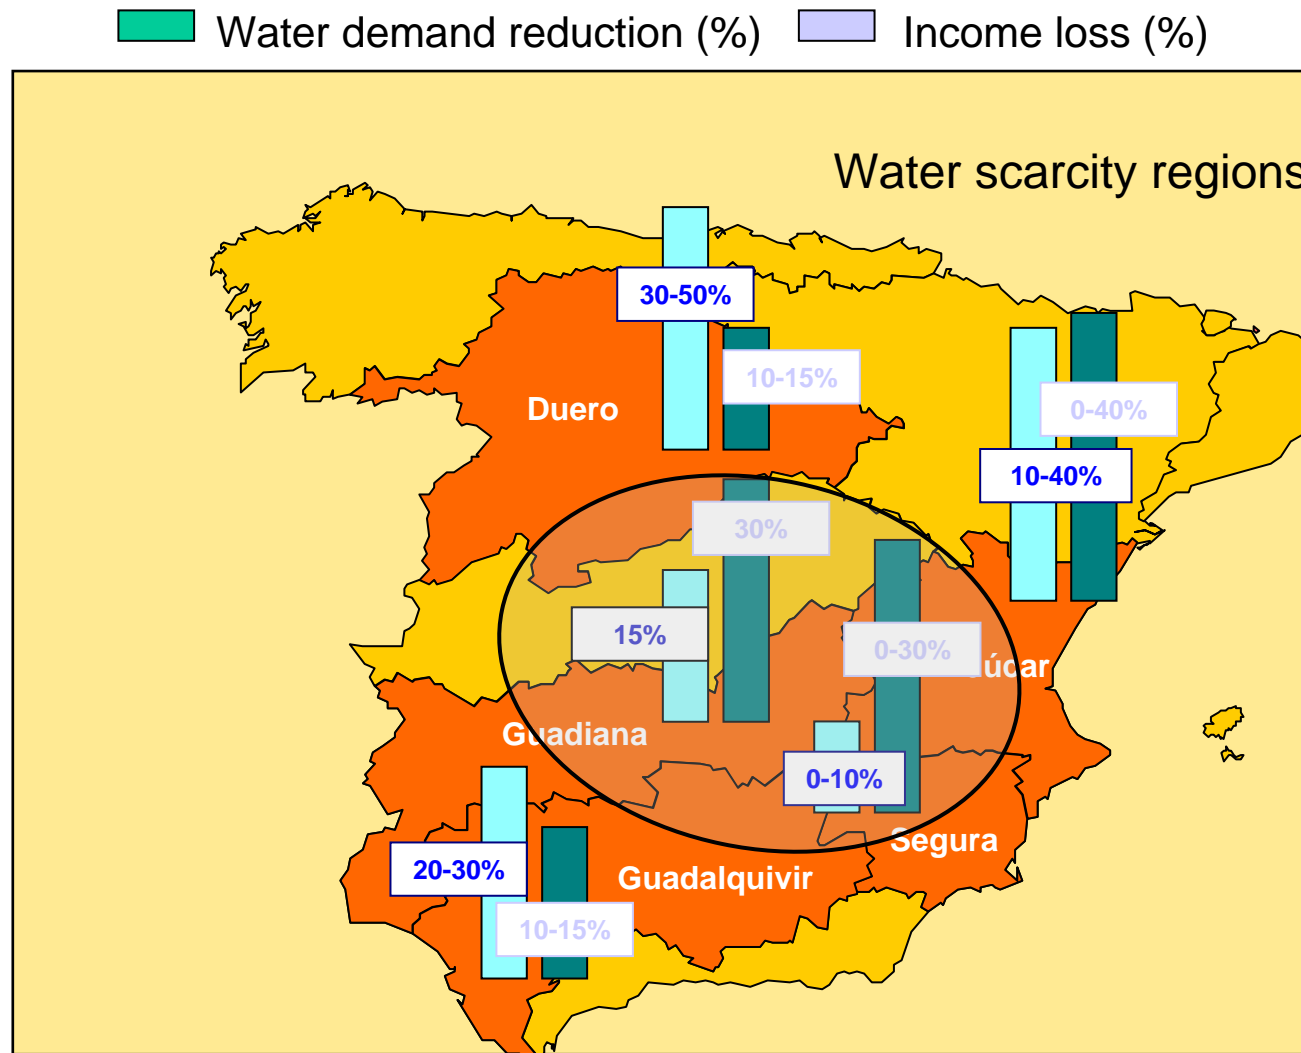 Water demand reduction (%) Income loss (%)
Water scarcity regions
30-50%
10-15%
Duero
0-40%
10-40%
30%
15%
0-30%
úcar
Guadiana
0-10%
Segura
20-30%
Guadalquivir
10-15%